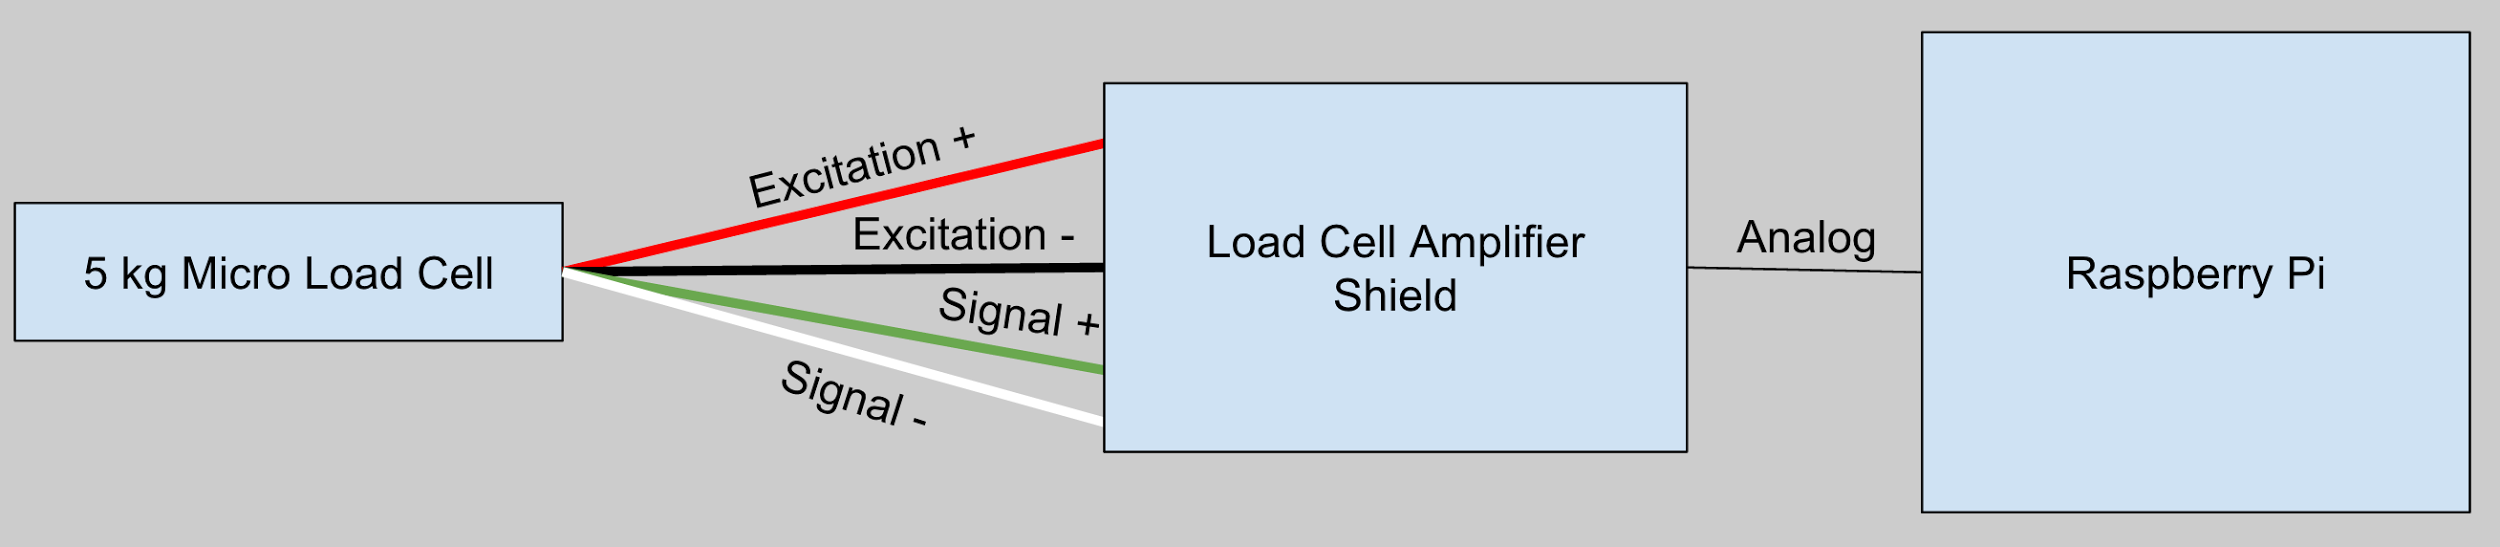 5 kg Micro Load Cell
Excitation +
Excitation -
Signal +
Signal -
Load Cell Amplifier
Shield
Analog
Raspberry Pi